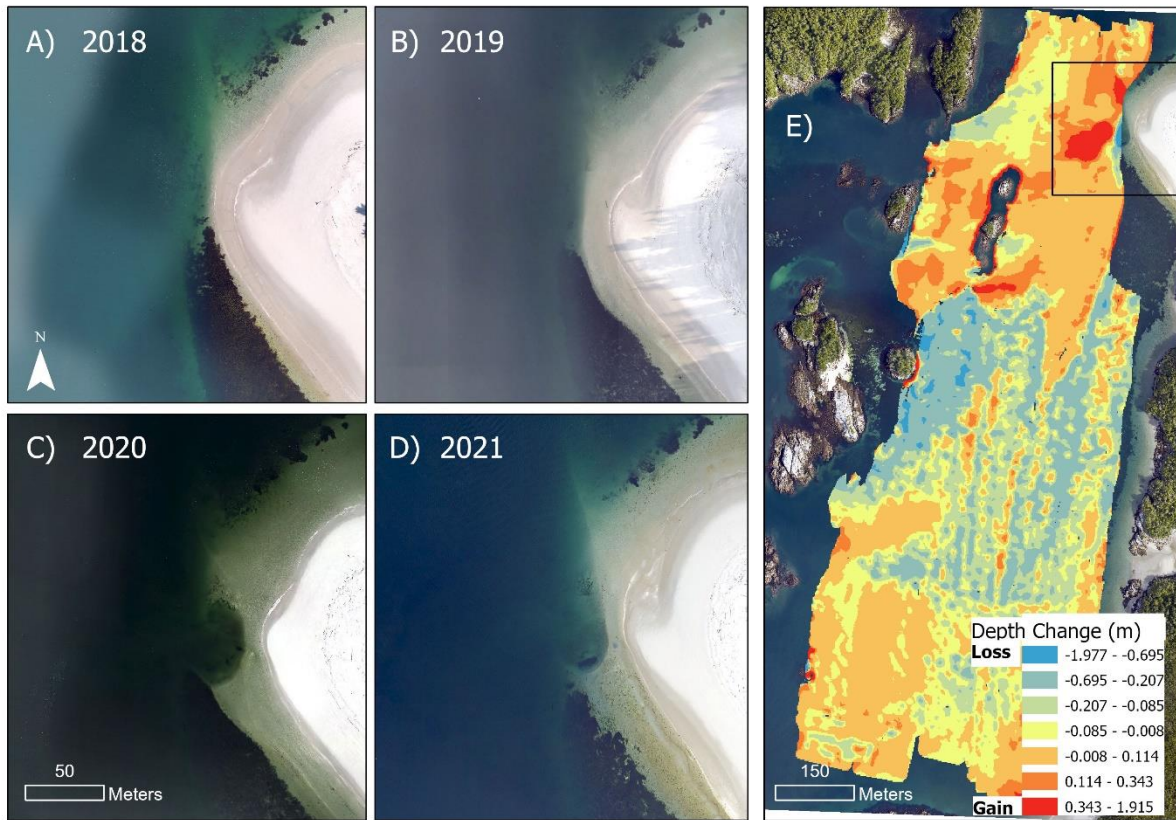 A) 2018
B) 2019
N
C) 2020
50
Meters
D) 2021
E)
Depth Change (m)
Loss
-1.977 - -0.695
-0.695 - -0.207
-0.207 - -0.085
-0.085 - -0.008
-0.008 - 0.114
0.114 - 0.343
Gain 0.343 - 1.915
150
Meters